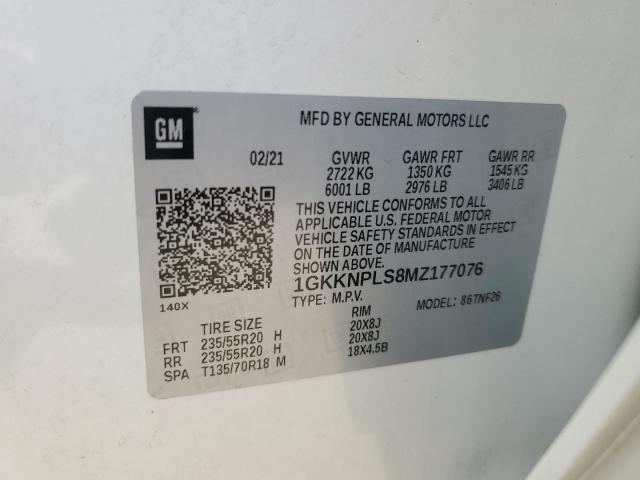 GM
MFD BY GENERAL MOTORS LLC
02/21 GVWR GAWR FRT GAWR RR
2722 KG 1350 KG 1545 KG
6001 LB 2976 LB 3406 LB
THIS VEHICLE CONFORMS TO ALL
APPLICABLE U.S. FEDERAL MOTOR
VEHICLE SAFETY STANDARDS IN EFFECT
ON THE DATE OF MANUFACTURE
SHOWN ABOVE.
1GKKNPLS8MZ177076
140X
TYPE: M.P.V. MODEL: 86TNF26
TIRE SIZE RIM
FRT 235/55R20 H 20X8J
RR 235/55R20 H 20X8J
SPA T135/70R18 M 18X4.5B